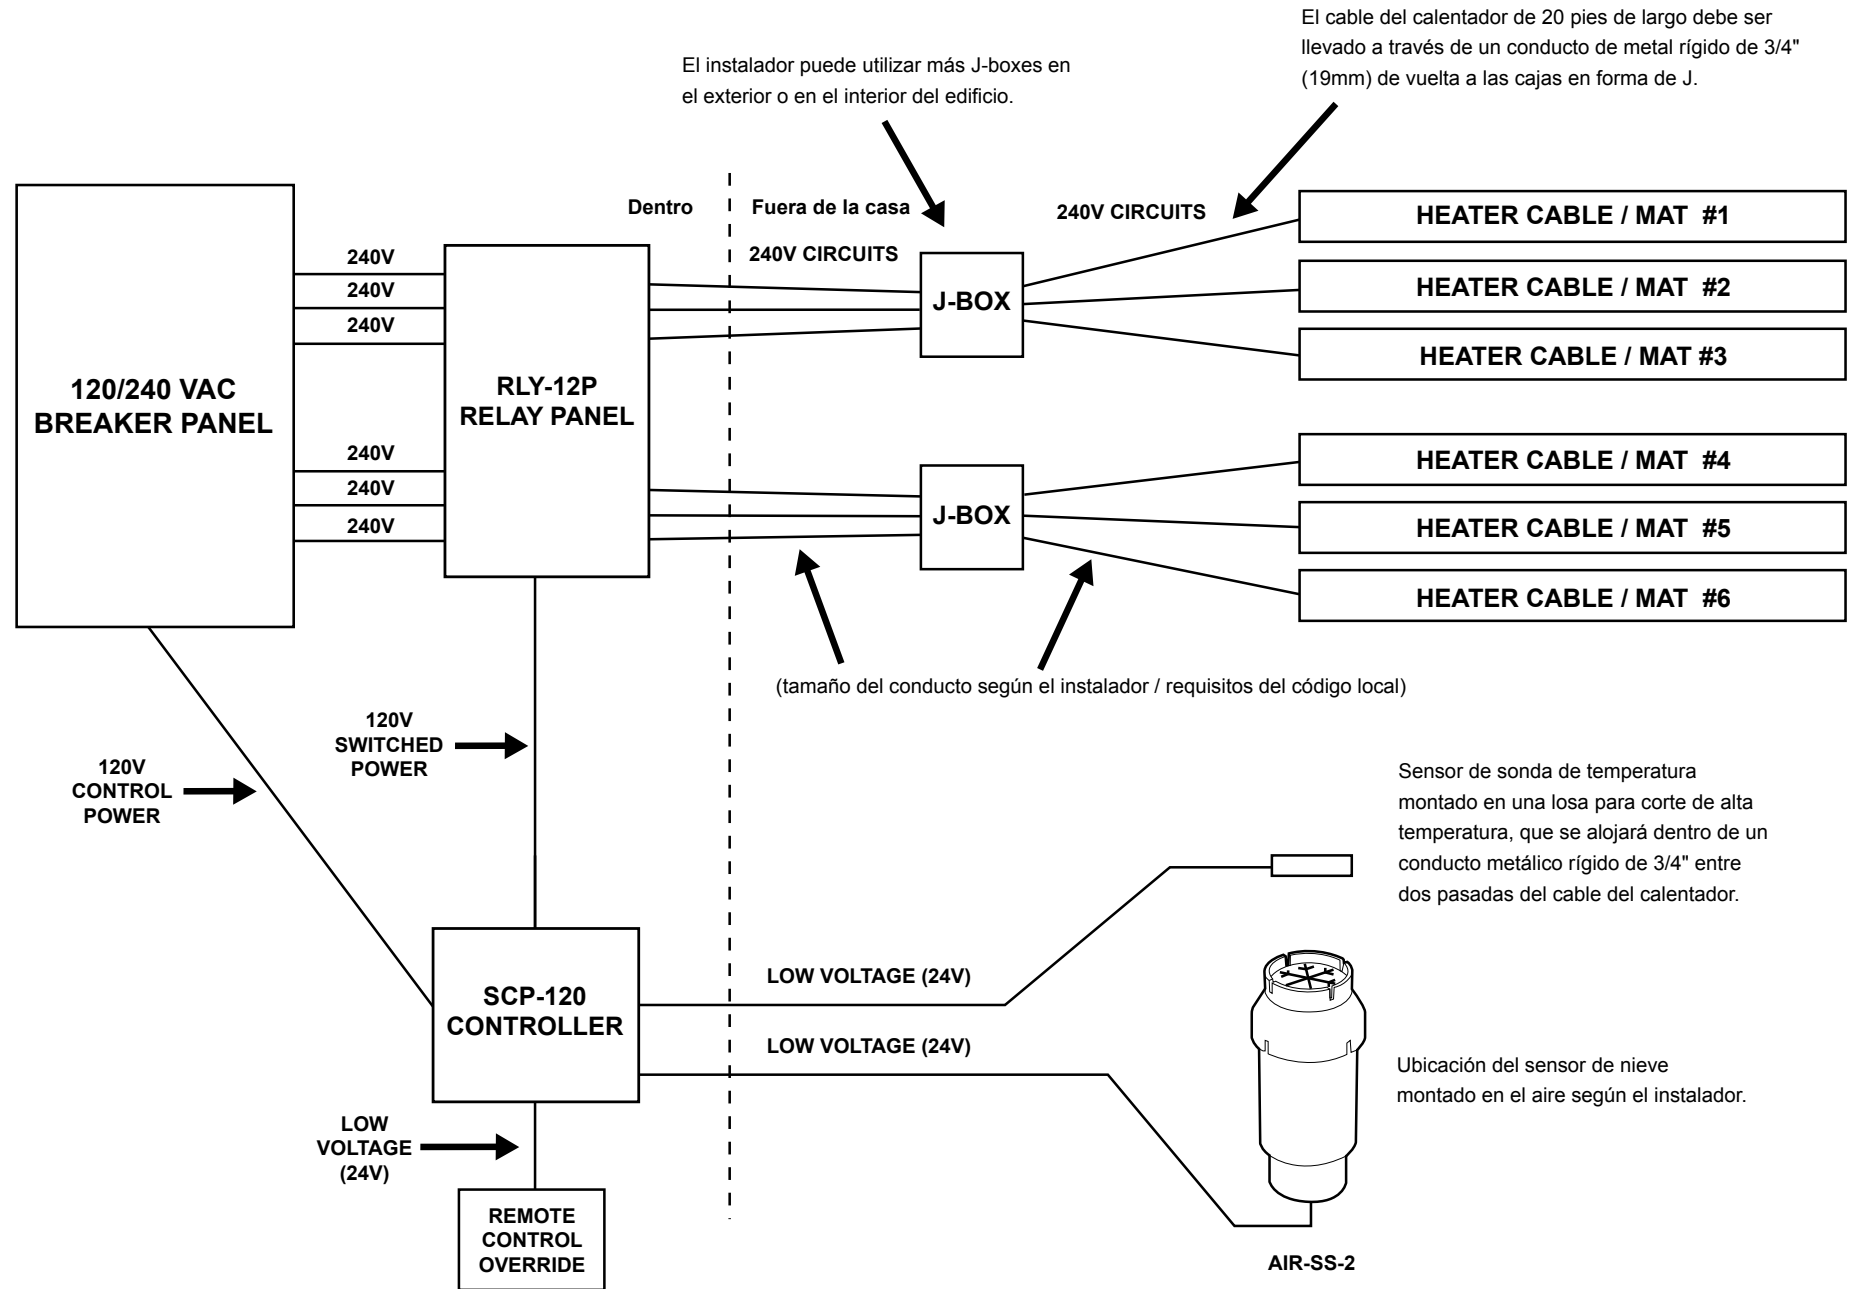 El cable del calentador de 20 pies de largo debe ser
llevado a través de un conducto de metal rígido de 3/4"
(19mm) de vuelta a las cajas en forma de J.
El instalador puede utilizar más J-boxes en
el exterior o en el interior del edificio.
Dentro
Fuera de la casa
240V CIRCUITS
240V CIRCUITS
HEATER CABLE / MAT #1
HEATER CABLE / MAT #2
HEATER CABLE / MAT #3
240V
240V
240V
J-BOX
120/240 VAC
BREAKER PANEL
RLY-12P
RELAY PANEL
240V
240V
240V
J-BOX
HEATER CABLE / MAT #4
HEATER CABLE / MAT #5
HEATER CABLE / MAT #6
(tamaño del conducto según el instalador / requisitos del código local)
120V
SWITCHED
POWER
120V
CONTROL
POWER
Sensor de sonda de temperatura
montado en una losa para corte de alta
temperatura, que se alojará dentro de un
conducto metálico rígido de 3/4" entre
dos pasadas del cable del calentador.
LOW VOLTAGE (24V)
SCP-120
CONTROLLER
LOW VOLTAGE (24V)
Ubicación del sensor de nieve
montado en el aire según el instalador.
LOW
VOLTAGE
(24V)
REMOTE
CONTROL
OVERRIDE
AIR-SS-2